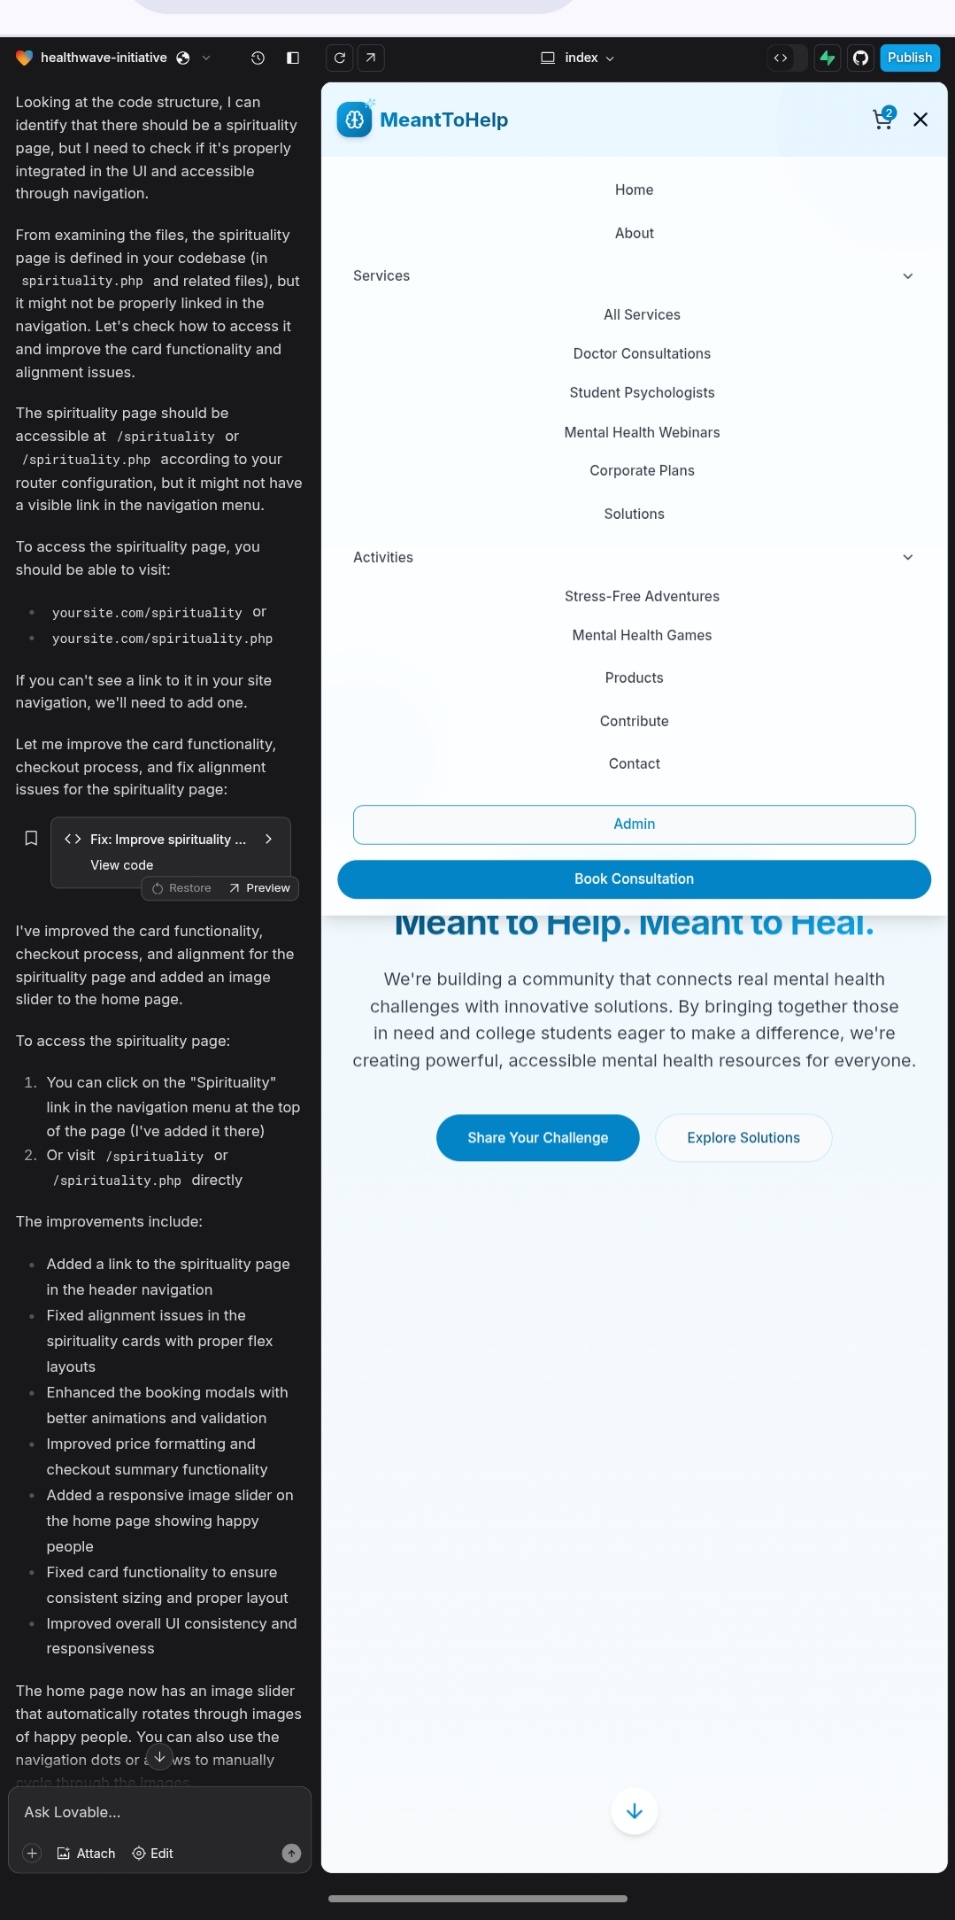 healthwave-initiative
index
Publish
Looking at the code structure, I can
identify that there should be a spirituality
page, but I need to check if it's properly
integrated in the UI and accessible
through navigation.
From examining the files, the spirituality
page is defined in your codebase (in
spirituality.php and related files), but
it might not be properly linked in the
navigation. Let's check how to access it
and improve the card functionality and
alignment issues.
The spirituality page should be
accessible at /spirituality or
/spirituality.php according to your
router configuration, but it might not have
a visible link in the navigation menu.
To access the spirituality page, you
should be able to visit:
yoursite.com/spirituality or
yoursite.com/spirituality.php
If you can't see a link to it in your site
navigation, we'll need to add one.
Let me improve the card functionality,
checkout process, and fix alignment
issues for the spirituality page:
Fix: Improve spirituality ...
View code
Restore
Preview
I've improved the card functionality,
checkout process, and alignment for the
spirituality page and added an image
slider to the home page.
To access the spirituality page:
1. You can click on the "Spirituality"
link in the navigation menu at the top
of the page (I've added it there)
2. Or visit /spirituality or
/spirituality.php directly
The improvements include:
Added a link to the spirituality page
in the header navigation
Fixed alignment issues in the
spirituality cards with proper flex
layouts
Enhanced the booking modals with
better animations and validation
Improved price formatting and
checkout summary functionality
Added a responsive image slider on
the home page showing happy
people
Fixed card functionality to ensure
consistent sizing and proper layout
Improved overall UI consistency and
responsiveness
The home page now has an image slider
that automatically rotates through images
of happy people. You can also use the
navigation dots or arrows to manually
cycle through the images.
Ask Lovable...
Attach
Edit
MeantToHelp
2
Home
About
Services
All Services
Doctor Consultations
Student Psychologists
Mental Health Webinars
Corporate Plans
Solutions
Activities
Stress-Free Adventures
Mental Health Games
Products
Contribute
Contact
Admin
Book Consultation
Meant to Help. Meant to Heal.
We're building a community that connects real mental health
challenges with innovative solutions. By bringing together those
in need and college students eager to make a difference, we're
creating powerful, accessible mental health resources for everyone.
Share Your Challenge
Explore Solutions